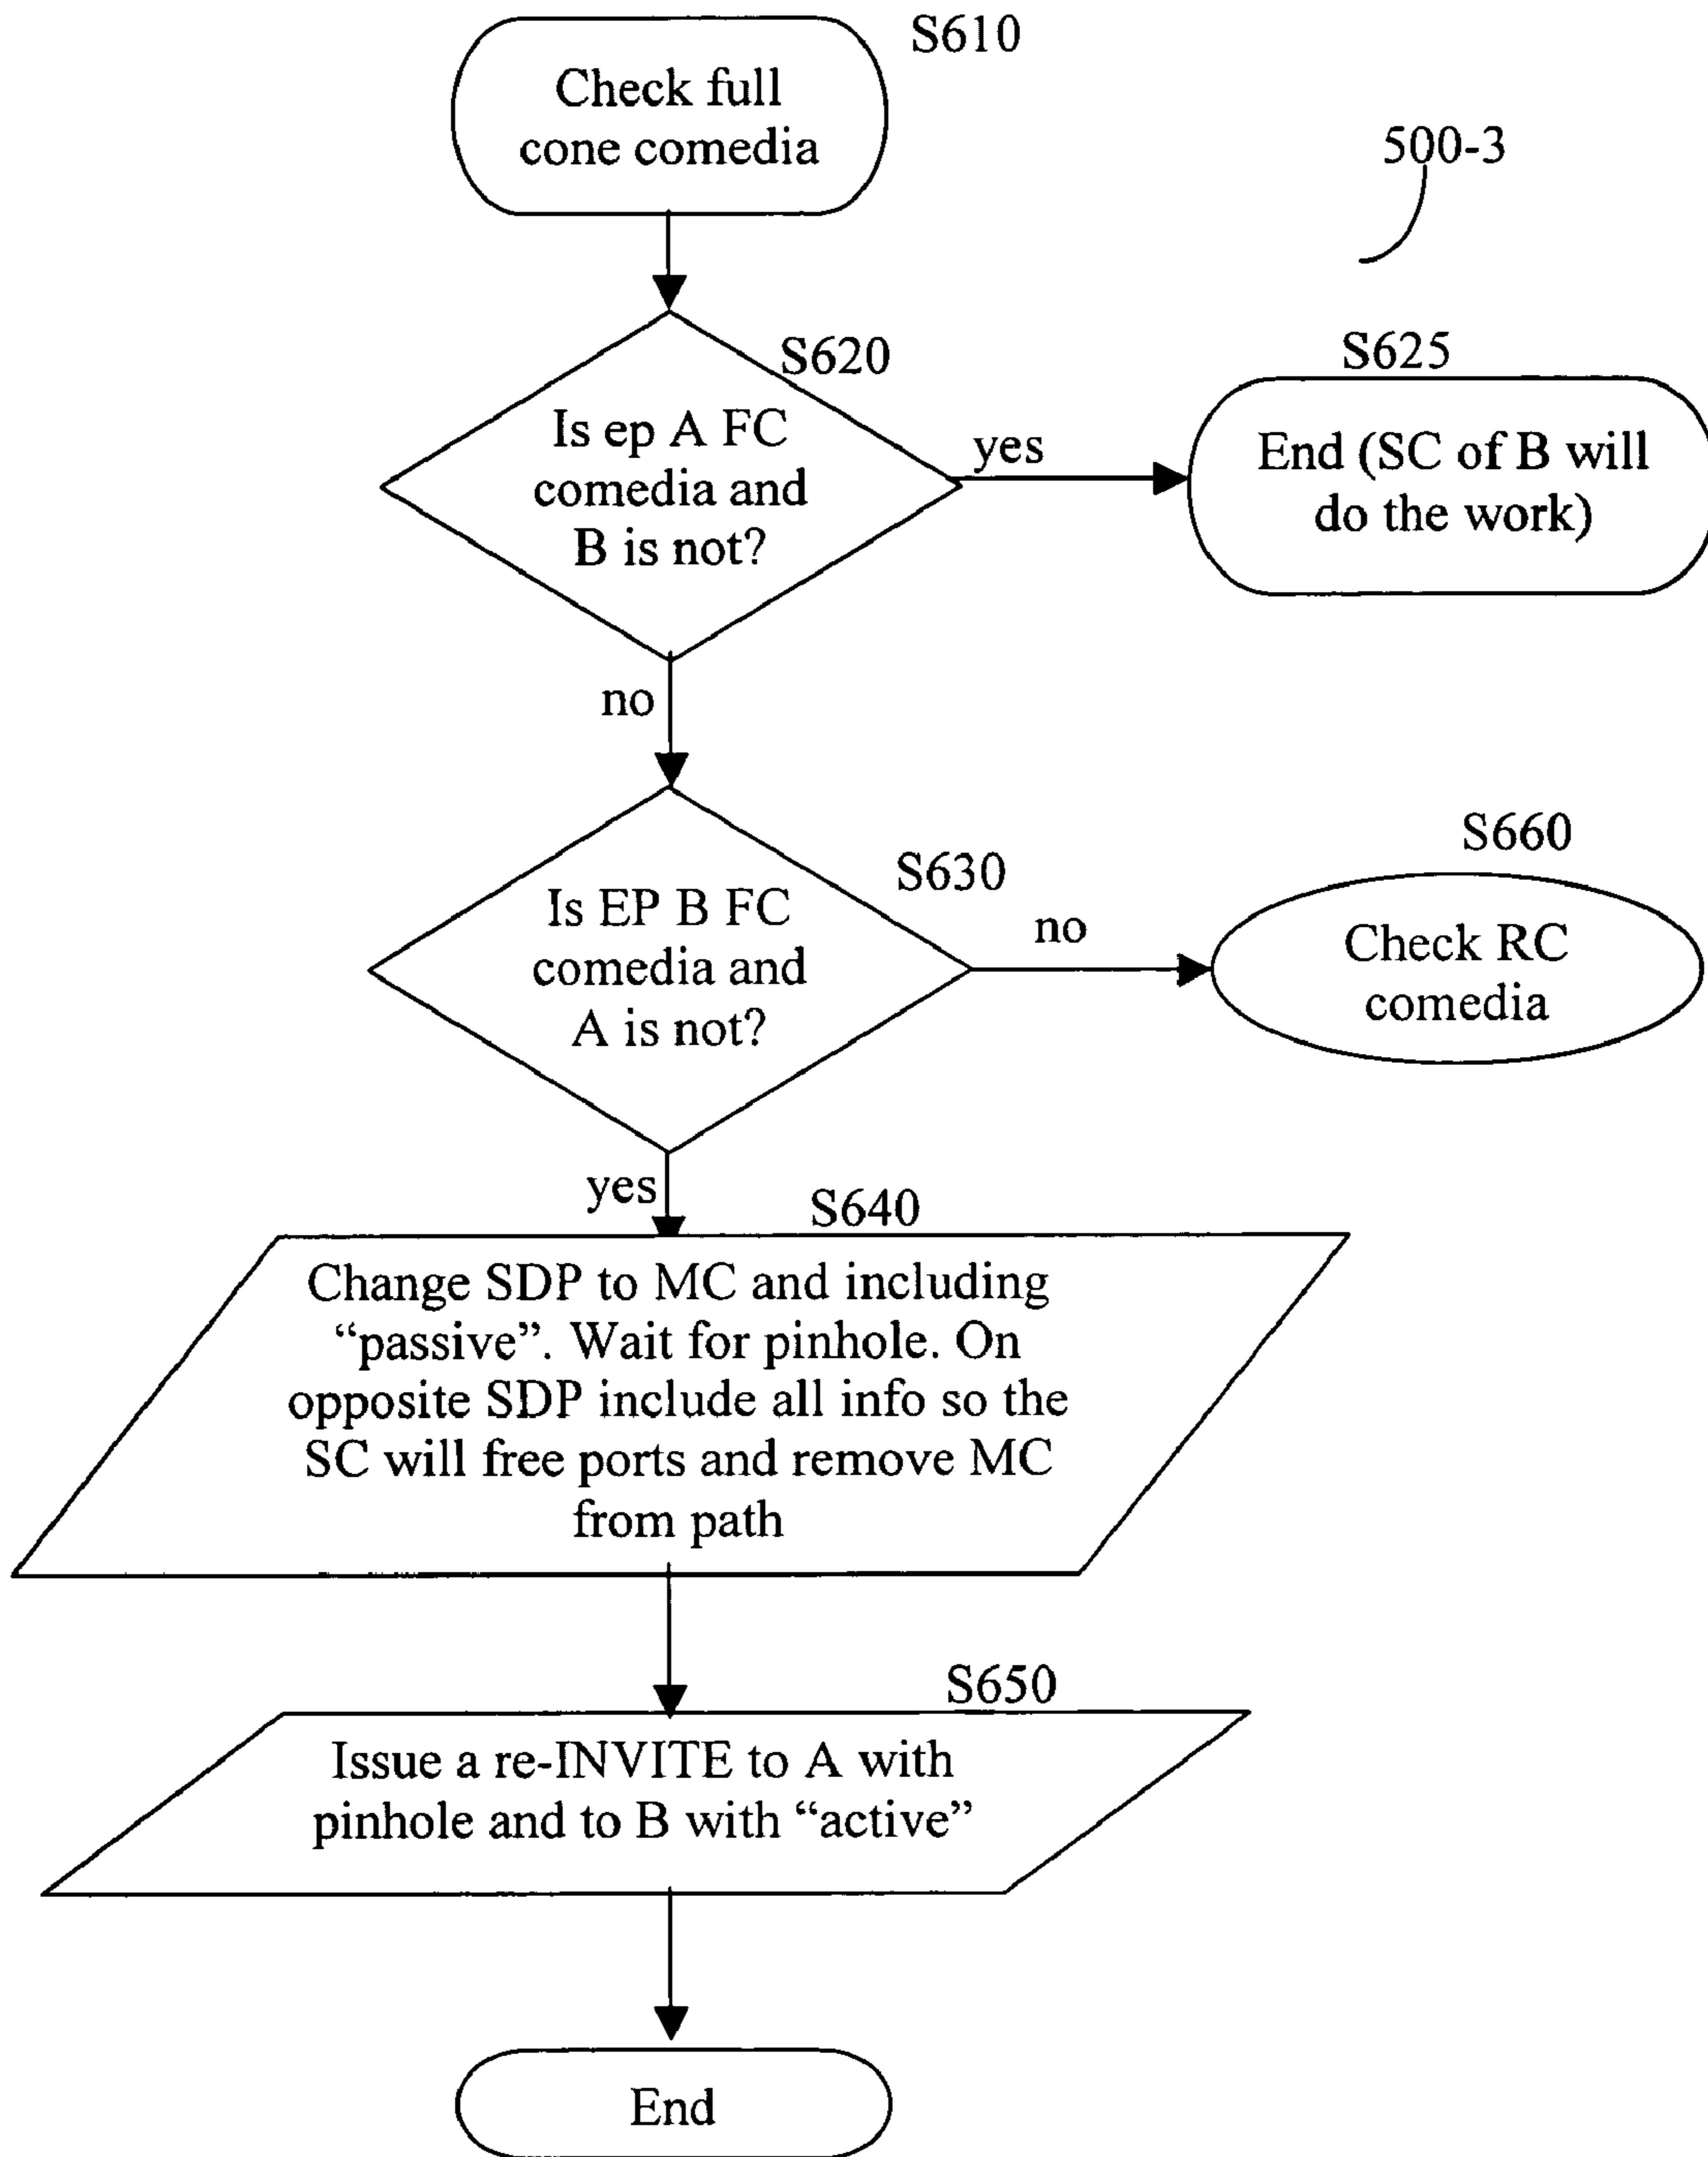 S610
Check full
cone comedia
500-3
S620
Is ep A FC
comedia and
B is not?
yes
S625
End (SC of B will
do the work)
no
S630
Is EP B FC
comedia and
A is not?
no
S660
Check RC
comedia
yes
S640
Change SDP to MC and including
“passive”. Wait for pinhole. On
opposite SDP include all info so the
SC will free ports and remove MC
from path
S650
Issue a re-INVITE to A with
pinhole and to B with “active”
End